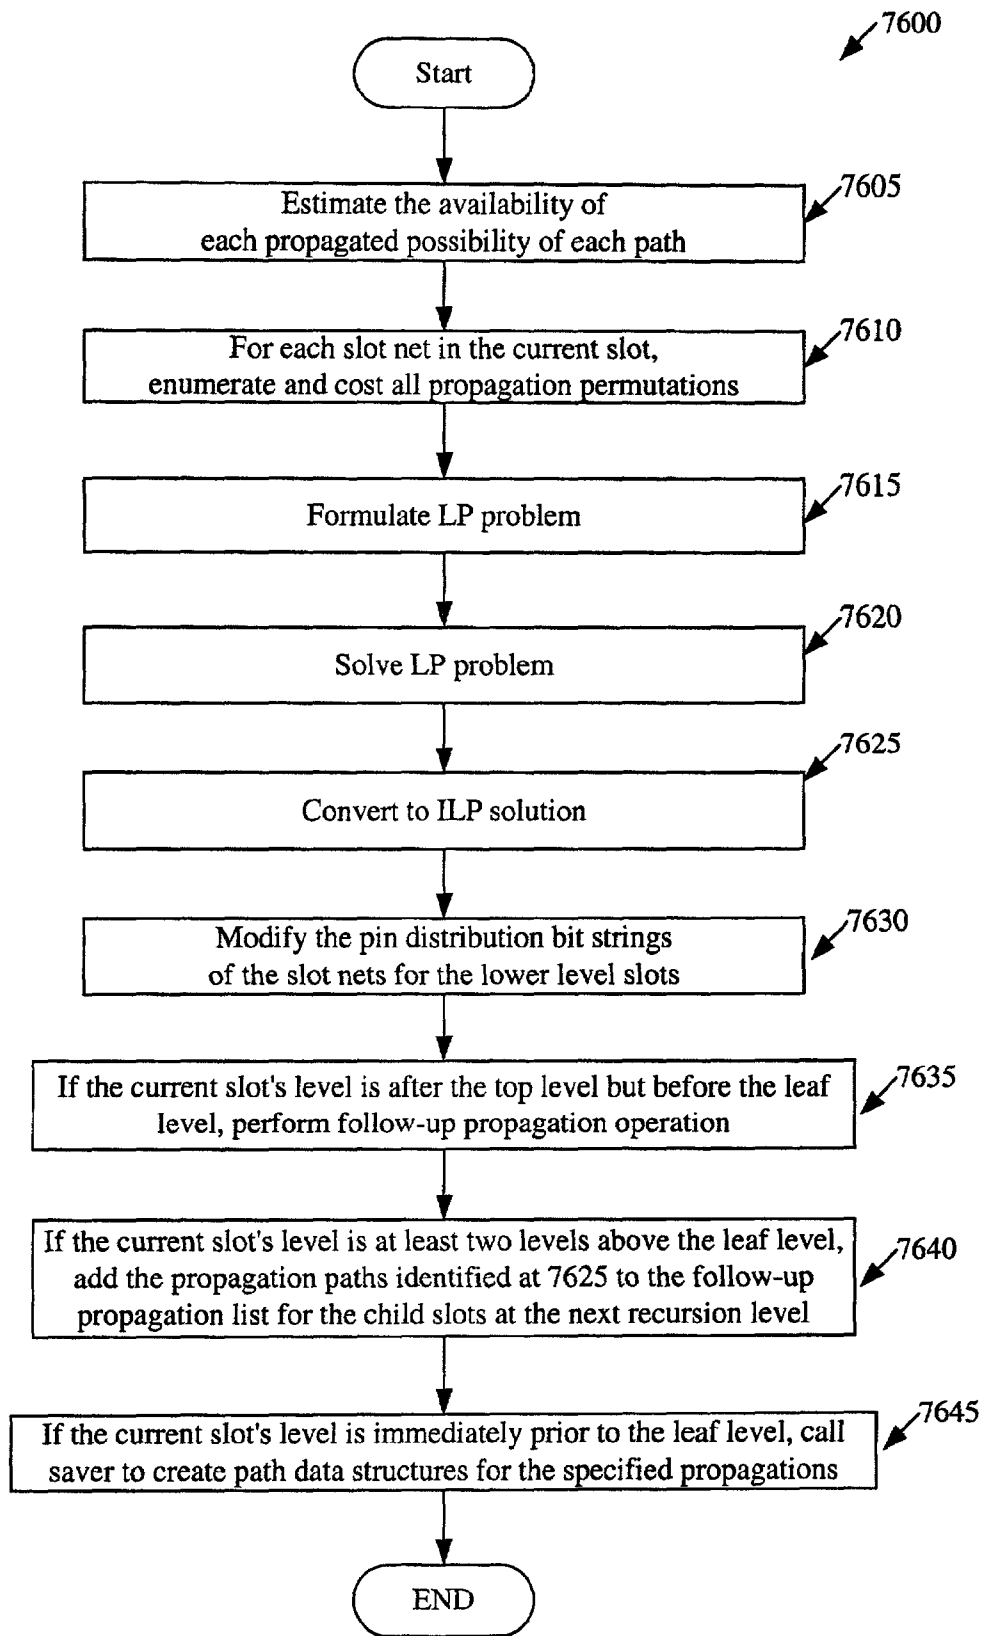 7600
Start
7605
Estimate the availability of
each propagated possibility of each path
7610
For each slot net in the current slot,
enumerate and cost all propagation permutations
7615
Formulate LP problem
7620
Solve LP problem
7625
Convert to ILP solution
7630
Modify the pin distribution bit strings
of the slot nets for the lower level slots
7635
If the current slot's level is after the top level but before the leaf
level, perform follow-up propagation operation
7640
If the current slot's level is at least two levels above the leaf level,
add the propagation paths identified at 7625 to the follow-up
propagation list for the child slots at the next recursion level
7645
If the current slot's level is immediately prior to the leaf level, call
saver to create path data structures for the specified propagations
END